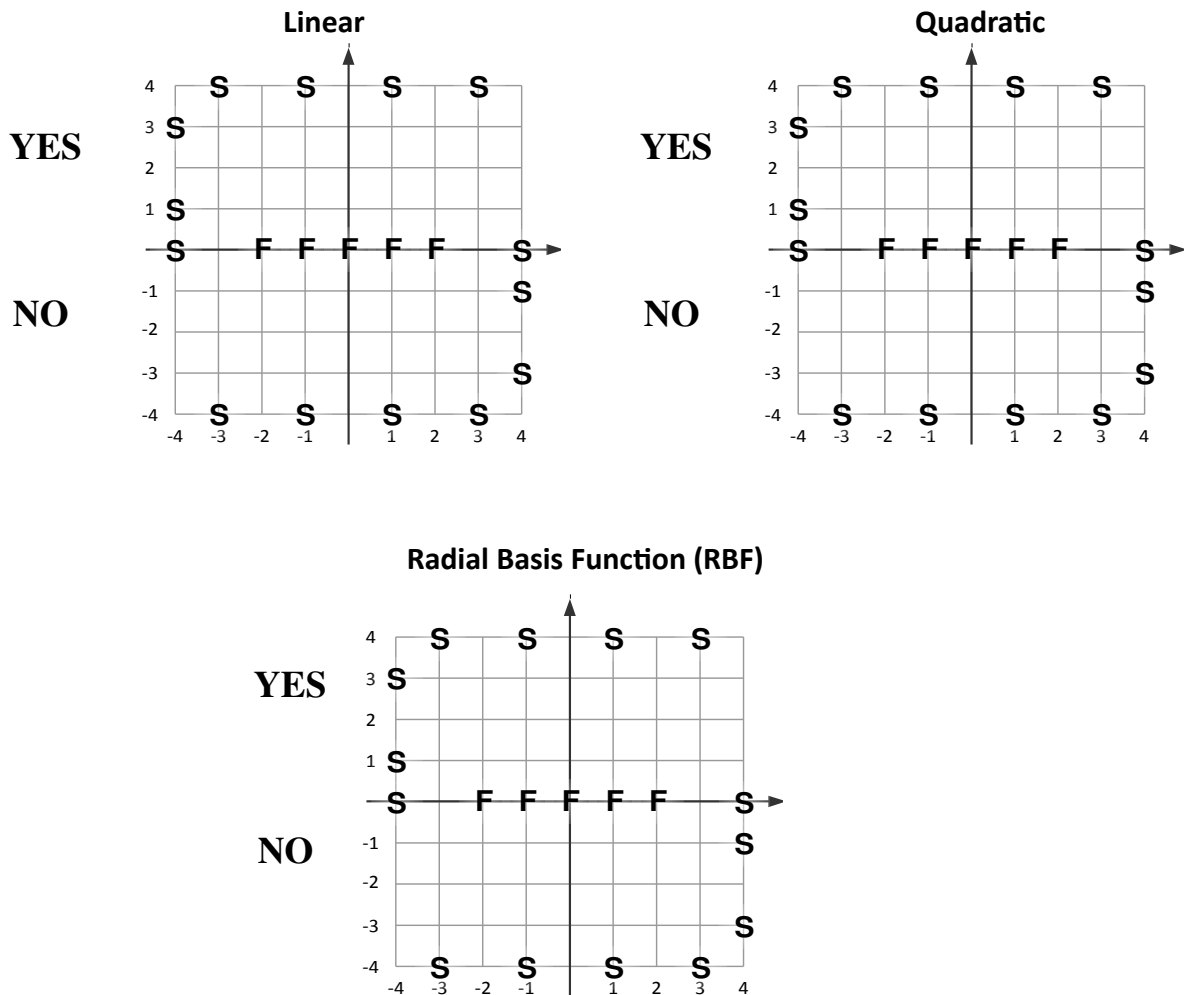 Linear
4 S S S S
YES
3 S
2
1 S
S F F F F F S
-1 S
NO
-2
-3 S
-4 S S S S
-4 -3 -2 -1 1 2 3 4
Quadratic
4 S S S S
YES
3 S
2
1 S
S F F F F F S
-1 S
NO
-2
-3 S
-4 S S S S
-4 -3 -2 -1 1 2 3 4
Radial Basis Function (RBF)
4 S S S S
YES
3 S
2
1 S
S F F F F F S
-1 S
NO
-2
-3 S
-4 S S S S
-4 -3 -2 -1 1 2 3 4